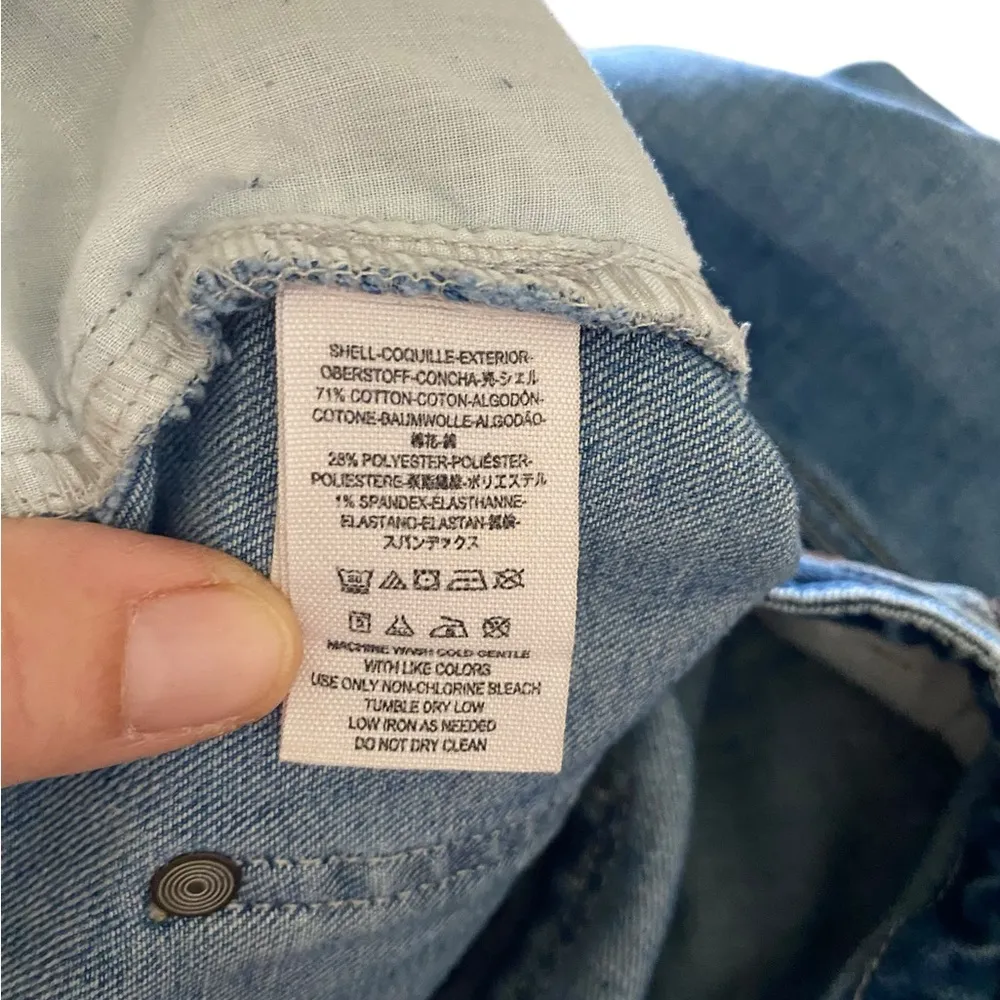 SHELL-COQUILLE-EXTERIOR-
OBERSTOFF-CONCHA-売-シェル
71% COTTON-COTON-ALGODÓN-
COTONE-BAUMWOLLE-ALGODÃO-
棉花-綿
28% POLYESTER-POLIÉSTER-
POLIESTERE-聚酯纖維-ポリエステル
1% SPANDEX-ELASTHANNE-
ELASTANO-ELASTAN-
スパンデックス
MACHINE WASH COLD GENTLE
WITH LIKE COLORS
USE ONLY NON-CHLORINE BLEACH
TUMBLE DRY LOW
LOW IRON AS NEEDED
DO NOT DRY CLEAN